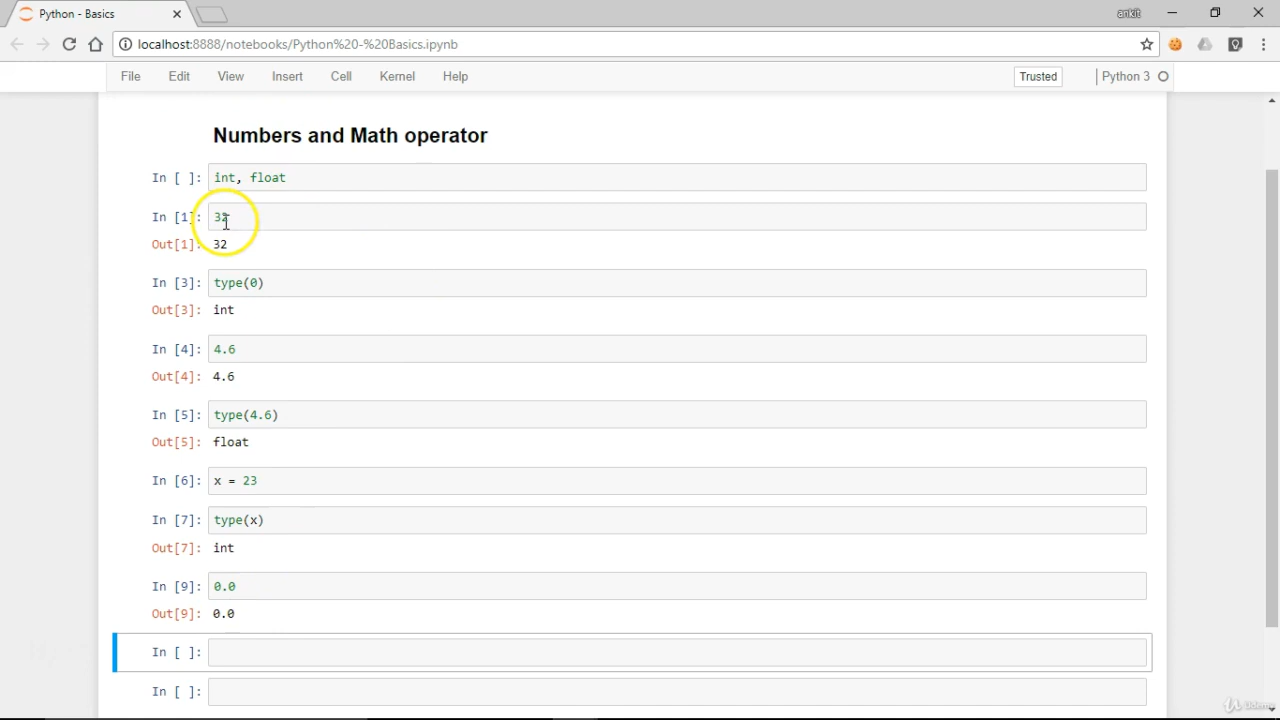 Python - Basics
ankit
localhost:8888/notebooks/Python%20-%20Basics.ipynb
File Edit View Insert Cell Kernel Help Trusted Python 3
Numbers and Math operator
In [ ]: int, float
In [1]: 32
Out[1]: 32
In [3]: type(0)
Out[3]: int
In [4]: 4.6
Out[4]: 4.6
In [5]: type(4.6)
Out[5]: float
In [6]: x = 23
In [7]: type(x)
Out[7]: int
In [9]: 0.0
Out[9]: 0.0
In [ ]:
In [ ]:
Udemy